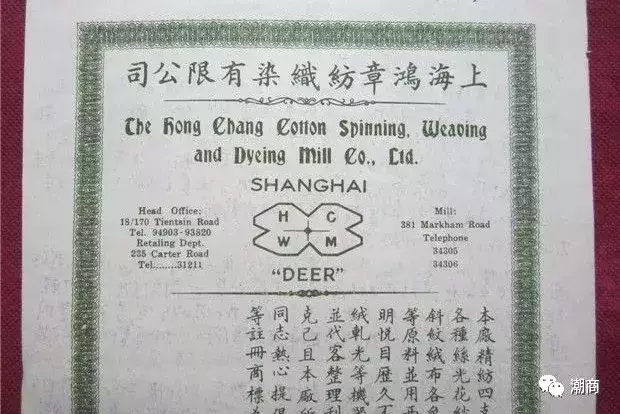 上海鴻章紡織染有限公司
The Hong Chang Cotton Spinning, Weaving
and Dyeing Mill Co., Ltd.
SHANGHAI
Head Office:
18/170 Tientsin Road
Tel. 94903-93820
Retaling Dept.
235 Carter Road
Tel.......31211
H C
W M
"DEER"
Mill:
381 Markham Road
Telephone
34305
34306
本廠精紡四
各種絲光花
斜紋絨布各
等原料並用
明悅目歷久不
絨軋光等機
並代客整理
克己且本廠
同志熱心提
等註冊商標
潮商